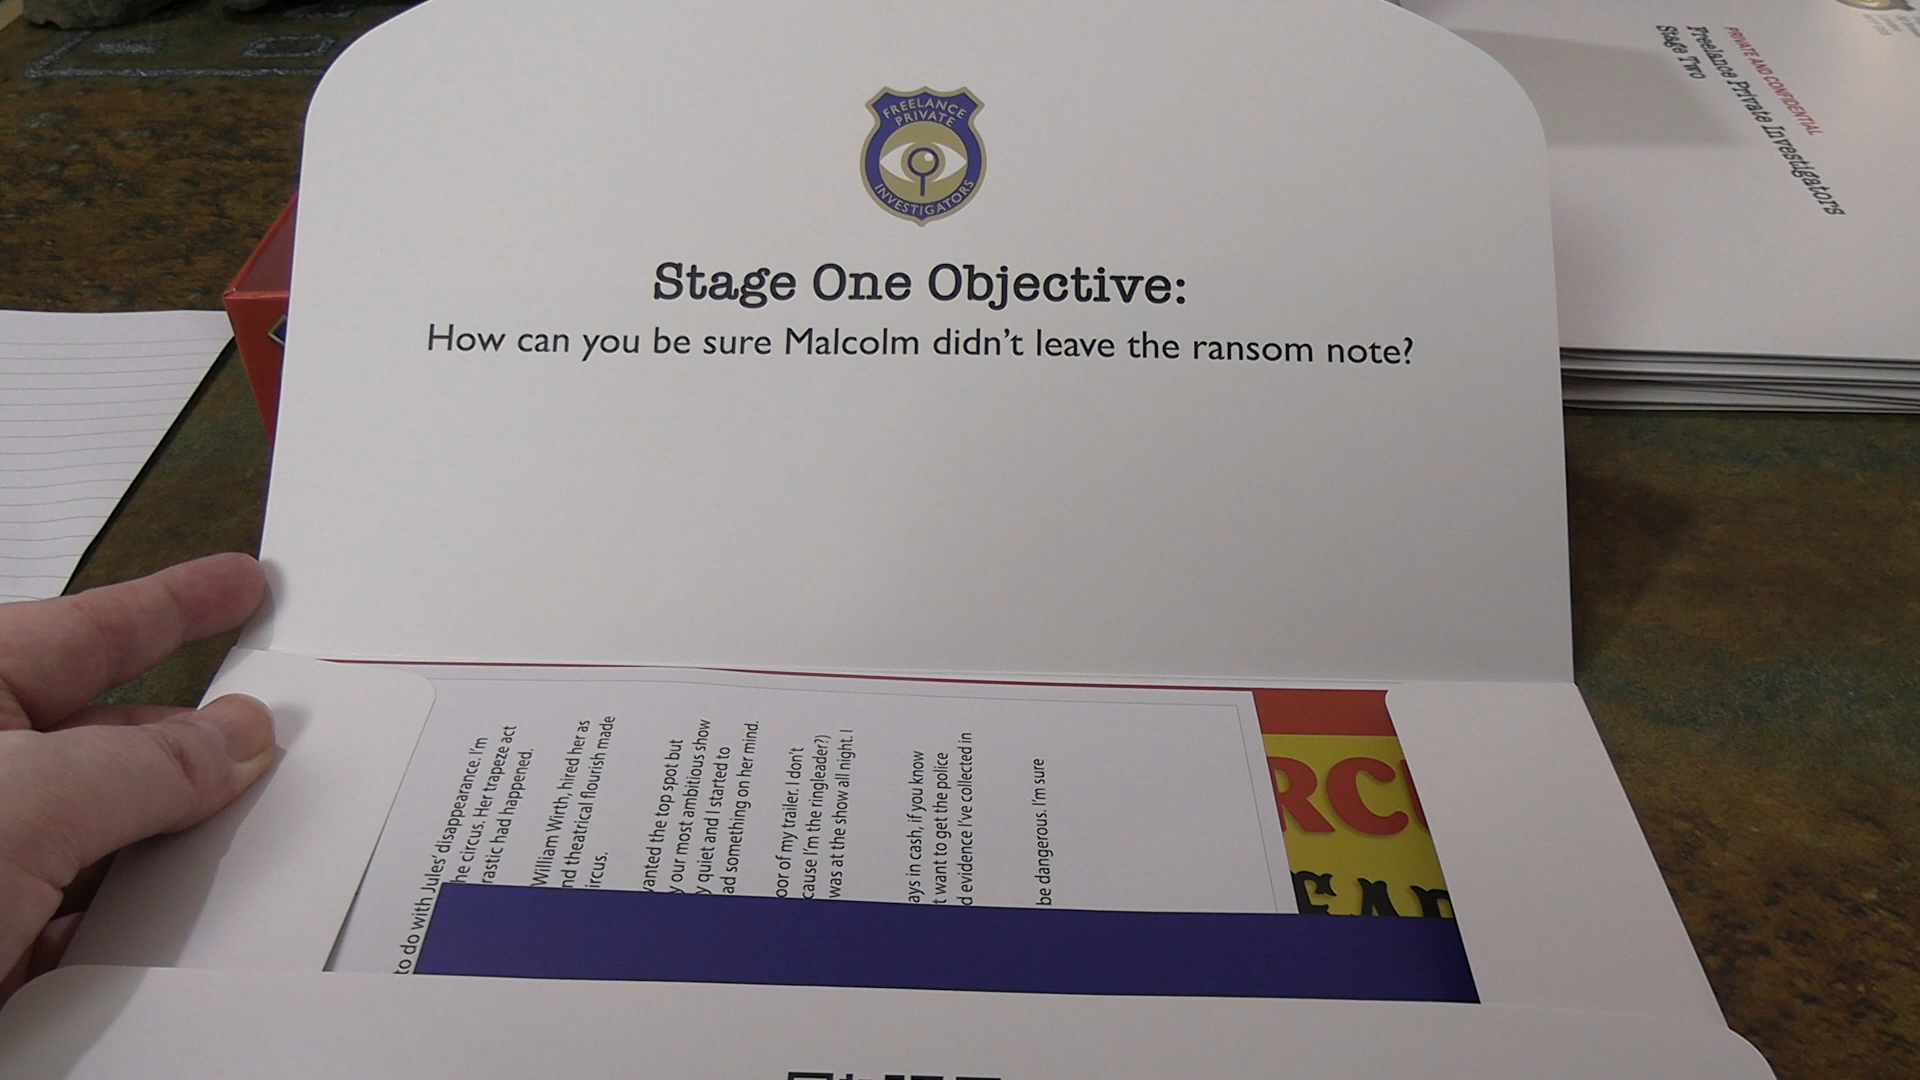 FREELANCE
PRIVATE
INVESTIGATORS
Stage One Objective:
How can you be sure Malcolm didn't leave the ransom note?
PRIVATE AND CONFIDENTIAL
Freelance Private Investigators
Stage Two
to do with Jules' disappearance. I'm
he circus. Her trapeze act
rastic had happened.
William Wirth, hired her as
nd theatrical flourish made
ircus.
vanted the top spot but
y our most ambitious show
y quiet and I started to
ad something on her mind.
oor of my trailer. I don't
cause I'm the ringleader?)
was at the show all night. I
ays in cash, if you know
t want to get the police
d evidence I've collected in
be dangerous. I'm sure
RCU